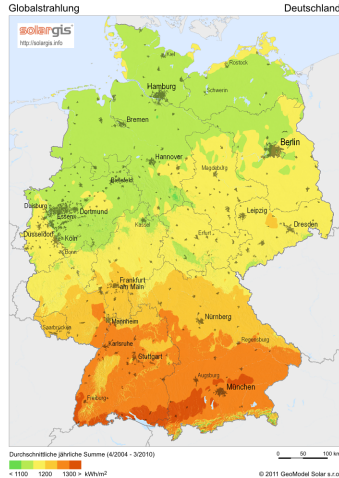 Globalstrahlung Deutschland
solargis
http://solargis.info
Kiel
Rostock
Hamburg
Schwerin
Bremen
Berlin
Hannover
Magdeburg
Bielefeld
Duisburg
Essen
Dortmund
Leipzig
Düsseldorf
Kassel
Dresden
Köln
Erfurt
Bonn
Frankfurt
am Main
Mannheim
Nürnberg
Saarbrücken
Karlsruhe
Regensburg
Stuttgart
Augsburg
München
Freiburg
Durchschnittliche jährliche Summe (4/2004 - 3/2010)
0 50 100 km
< 1100 1200 1300 > kWh/m²
© 2011 GeoModel Solar s.r.o.